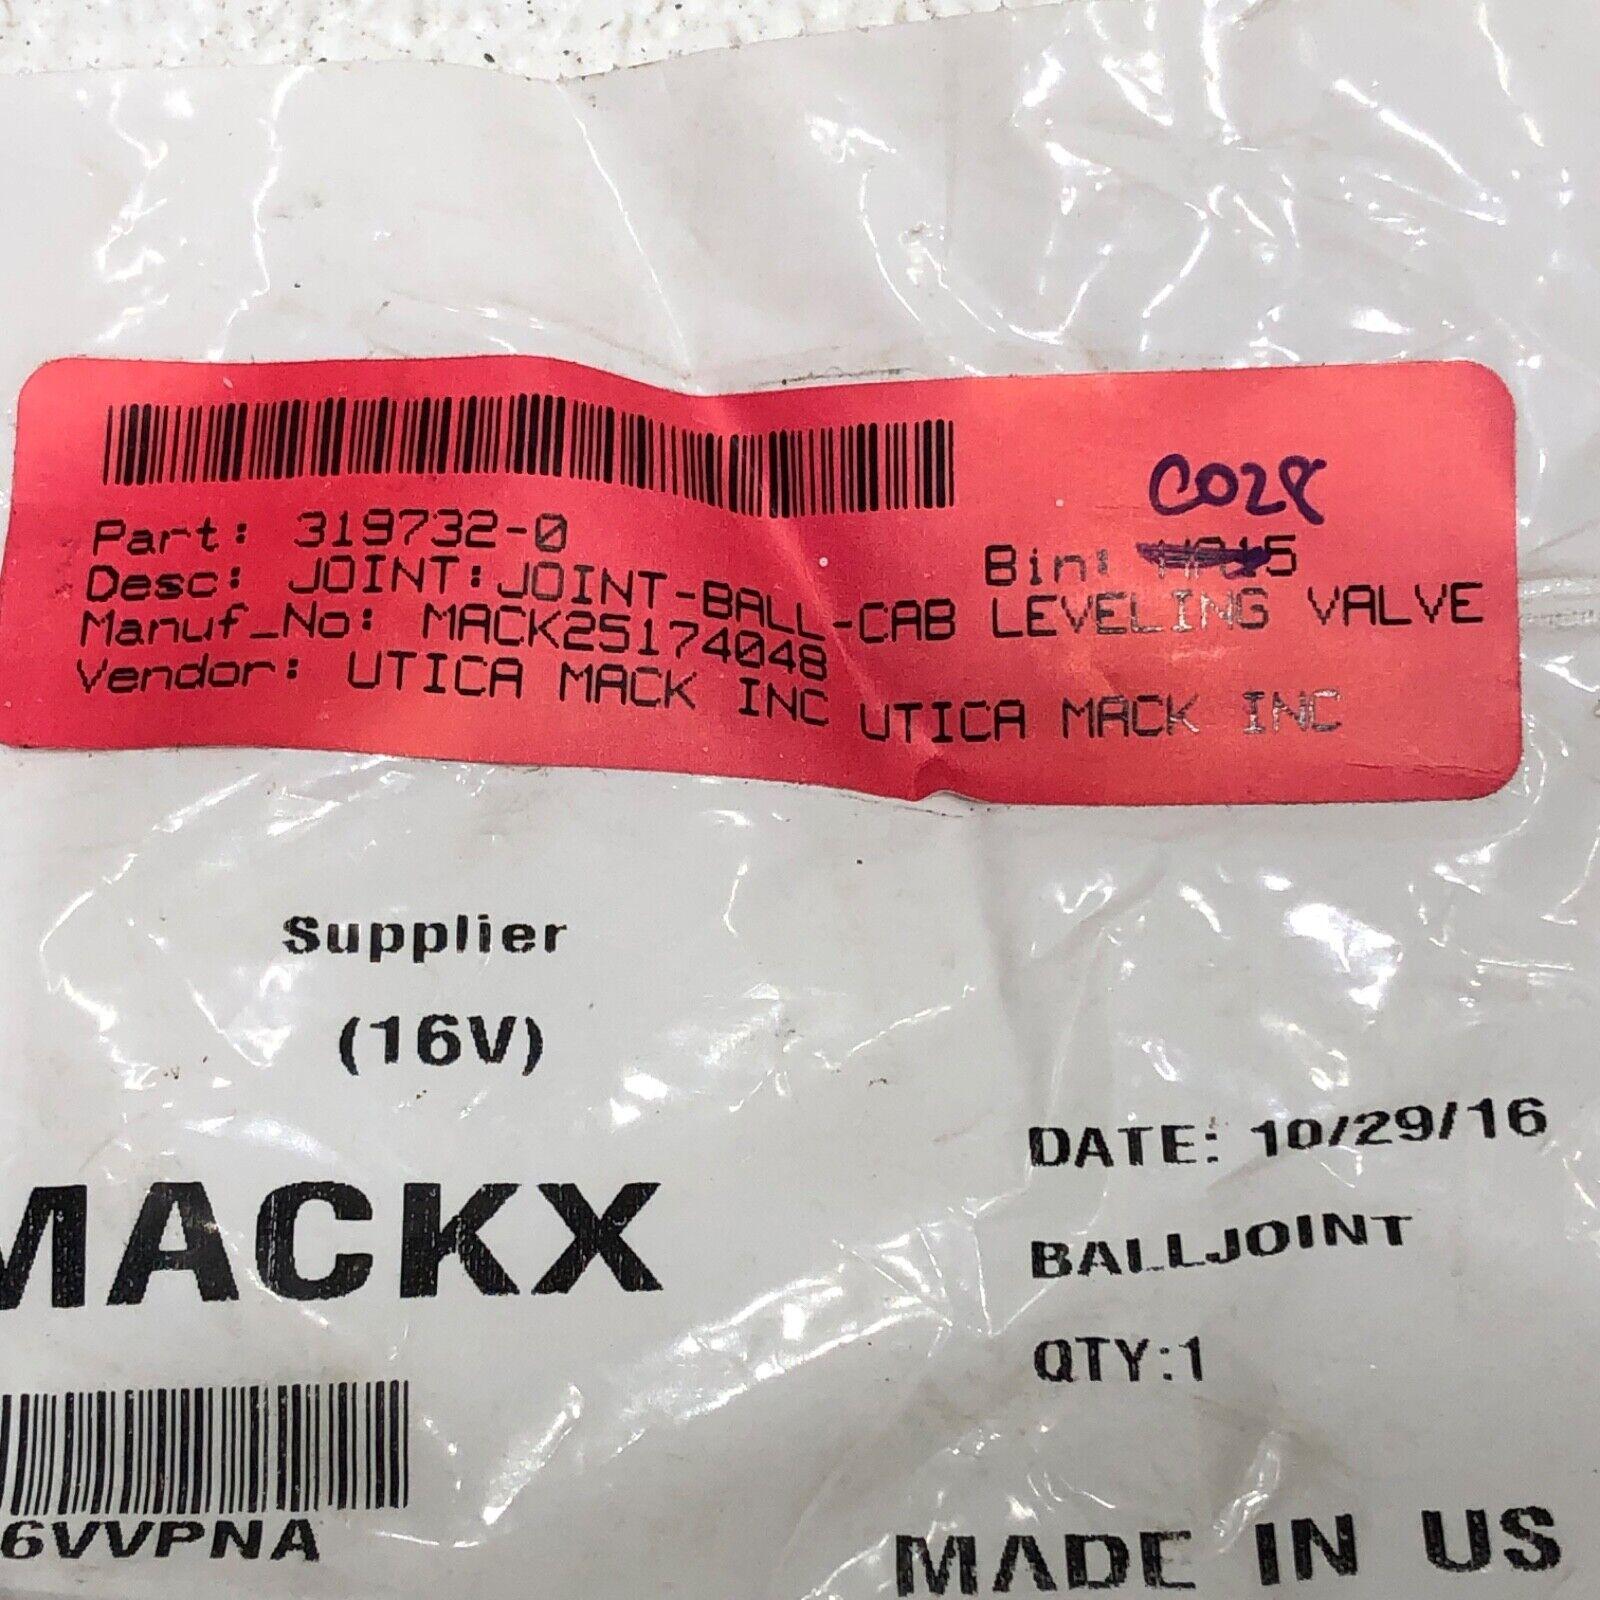 C028
Part: 319732-0
Bin:
Desc: JOINT:JOINT-BALL-CAB LEVELING VALVE
Manuf_No: MACK25174048
Vendor: UTICA MACK INC UTICA MACK INC
Supplier
(16V)
MACKX
DATE: 10/29/16
BALLJOINT
QTY:1
6VVPNA
MADE IN US